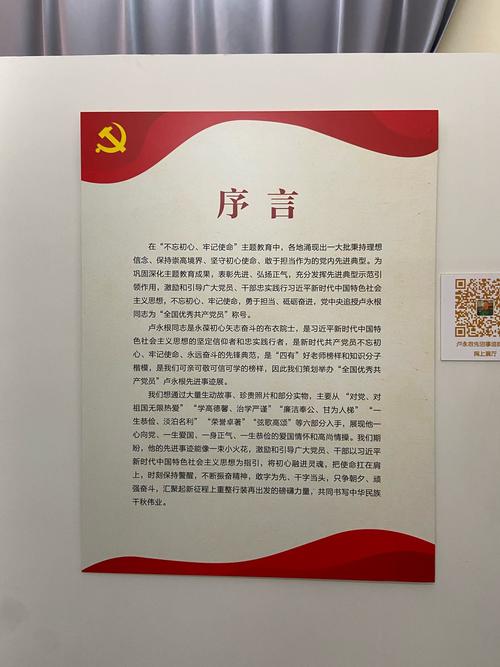 序言
在“不忘初心、牢记使命”主题教育中，各地涌现出一大批秉持理想
信念、保持崇高境界、坚守初心使命、敢于担当作为的党内先进典型。为
巩固深化主题教育成果，表彰先进、弘扬正气，充分发挥先进典型示范引
领作用，激励和引导广大党员、干部忠实践行习近平新时代中国特色社会
主义思想，不忘初心、牢记使命，勇于担当、砥砺奋进，党中央追授卢永根
同志为“全国优秀共产党员”称号。
卢永根同志是永葆初心矢志奋斗的布衣院士，是习近平新时代中国特
色社会主义思想的坚定信仰者和忠实践行者，是新时代共产党员不忘初
心、牢记使命、永远奋斗的先锋典范，是“四有”好老师榜样和知识分子
楷模，是我们可亲可敬可信可学的榜样，因此我们策划举办“全国优秀共
产党员”卢永根先进事迹展。
我们想通过大量生动故事、珍贵照片和部分实物，主要从“对党、对
祖国无限热爱”“学高德馨、治学严谨”“廉洁奉公、甘为人梯”“一
生恭俭、淡泊名利”“荣誉卓著”“弦歌高颂”等六部分入手，展现他一
心向党、一生爱国、一身正气、一生恭俭的爱国情怀和高尚情操。我们期
盼，他的先进事迹能像一束小火花，激励和引导广大党员、干部以习近平
新时代中国特色社会主义思想为指引，将初心融进灵魂，把使命扛在肩
上，时刻保持警醒，不断振奋精神，敢字为先、干字当头，只争朝夕、顽
强奋斗，汇聚起新征程上重整行装再出发的磅礴力量，共同书写中华民族
千秋伟业。
卢永根先进事迹
网上展厅